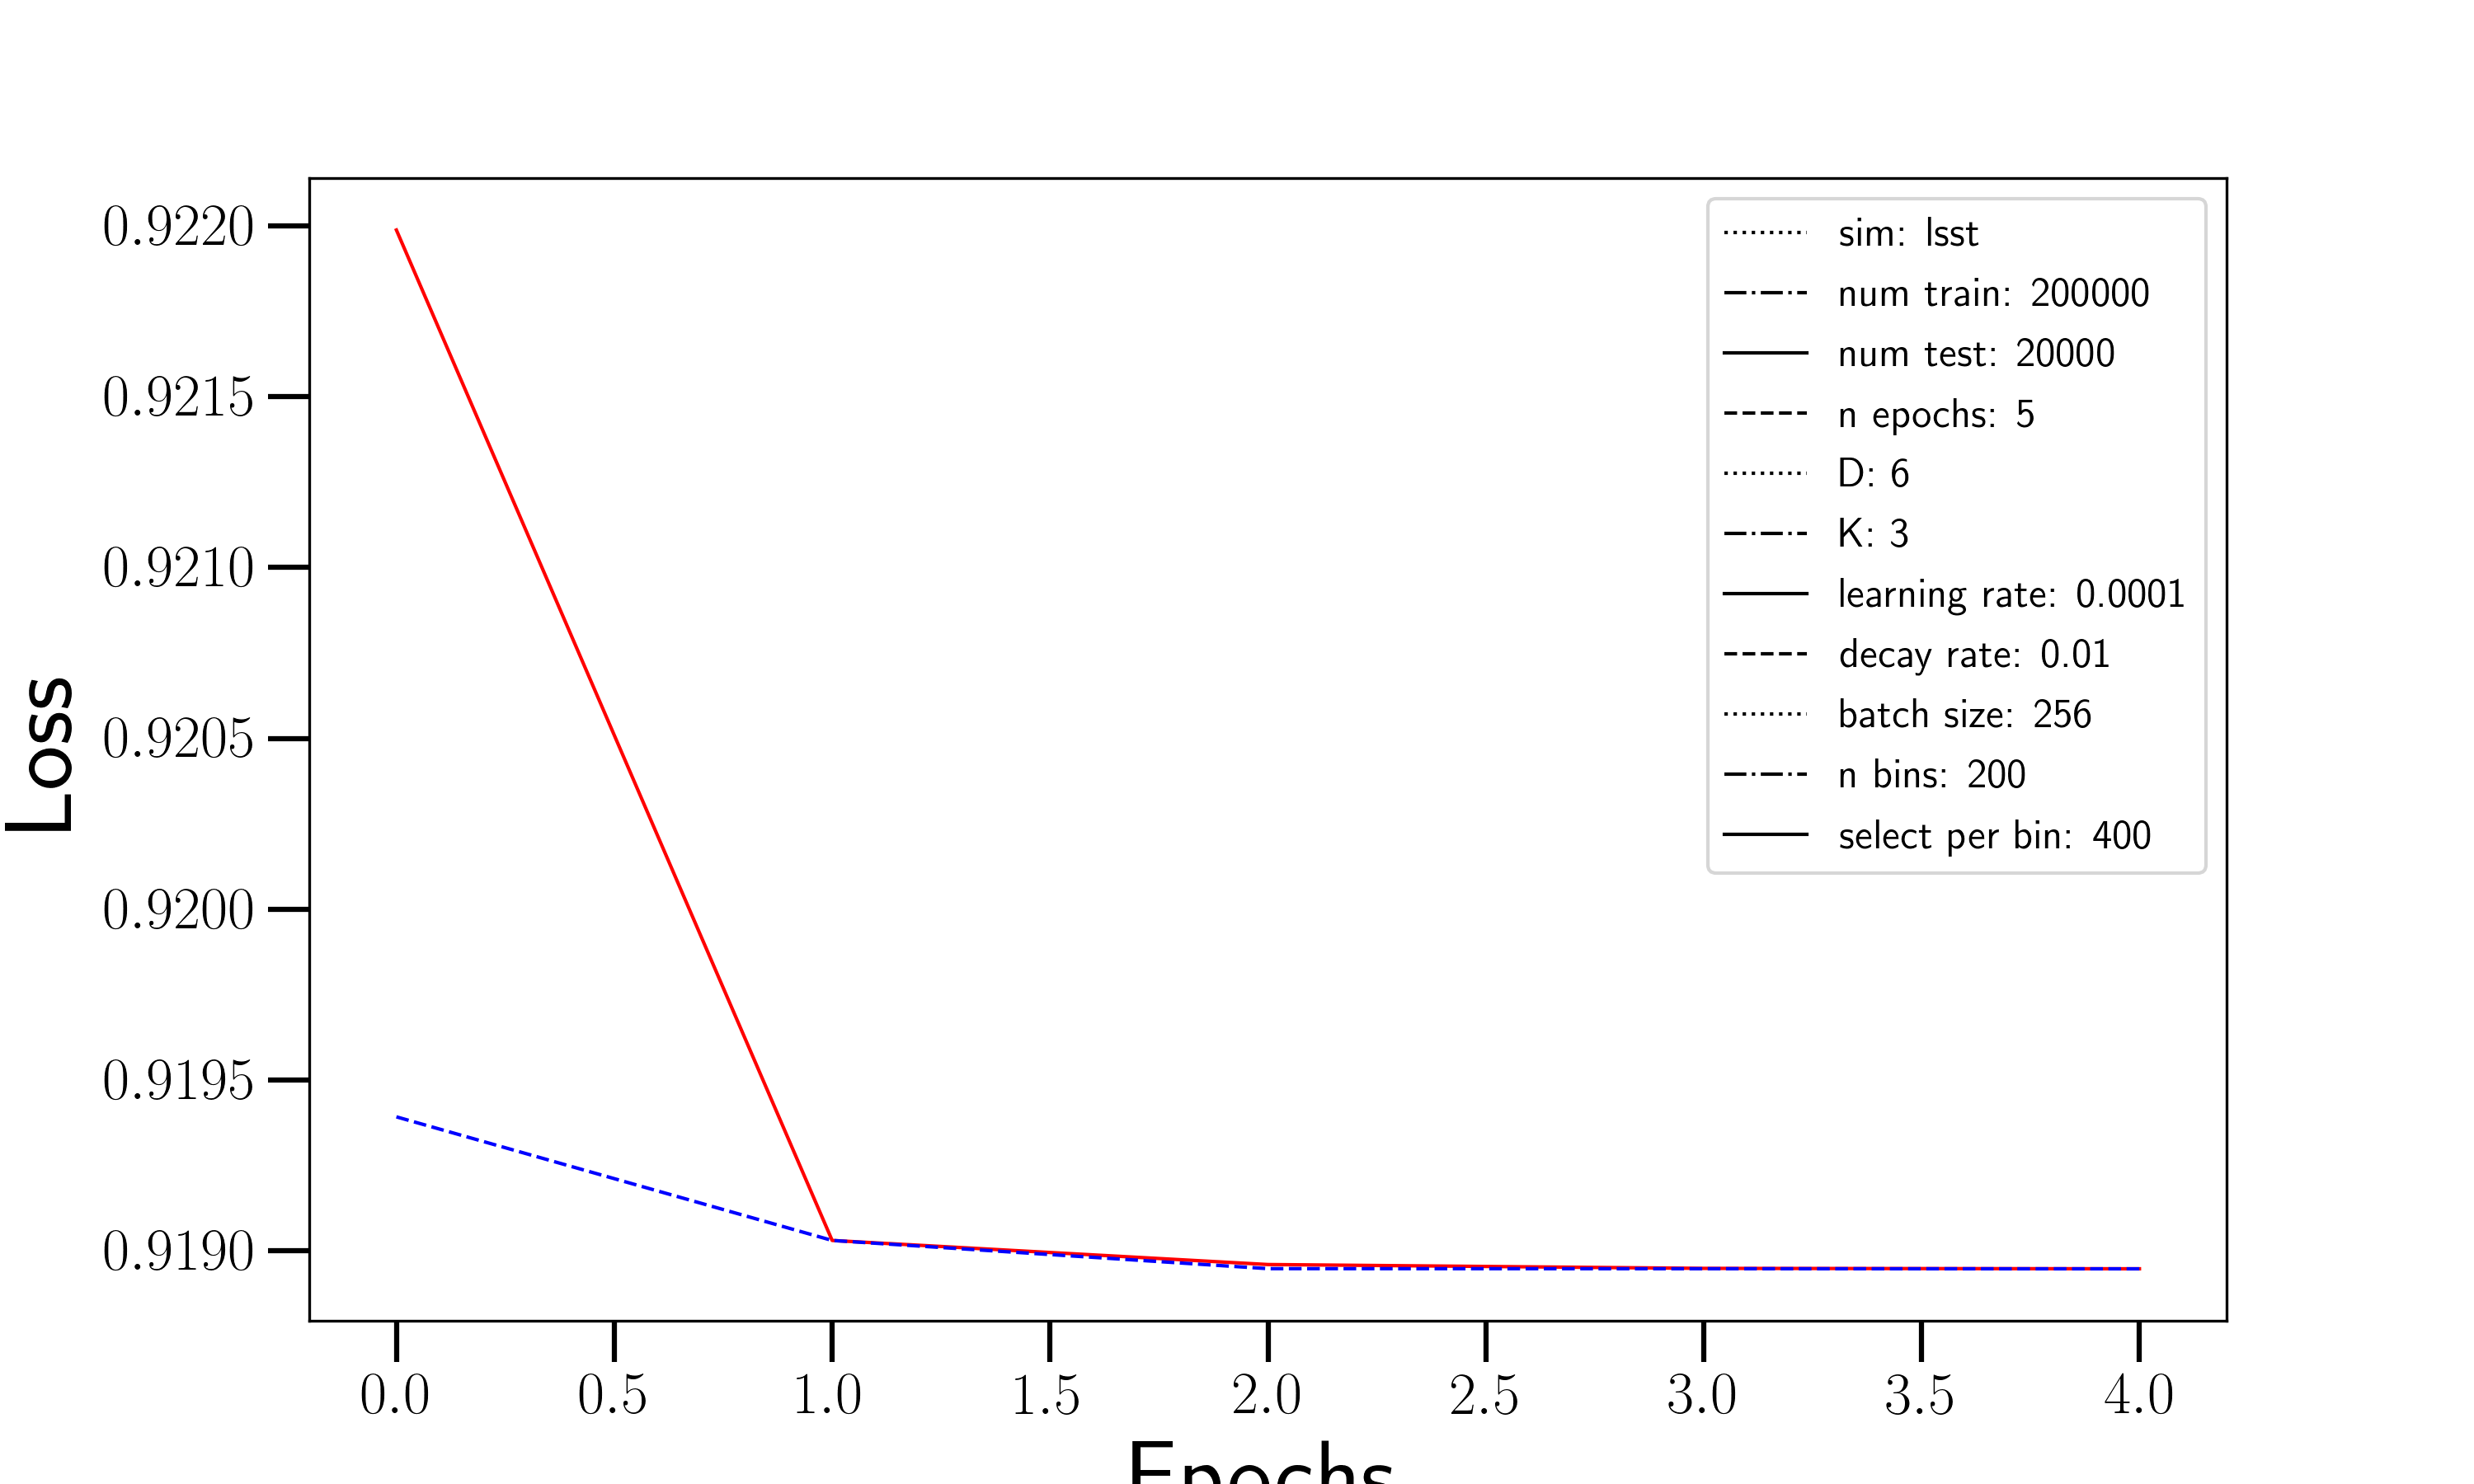 0.9220
0.9215
0.9210
0.9205
0.9200
0.9195
0.9190
Loss
sim: lsst
num train: 200000
num test: 20000
n epochs: 5
D: 6
K: 3
learning rate: 0.0001
decay rate: 0.01
batch size: 256
n bins: 200
select per bin: 400
0.0 0.5 1.0 1.5 2.0 2.5 3.0 3.5 4.0
Epochs